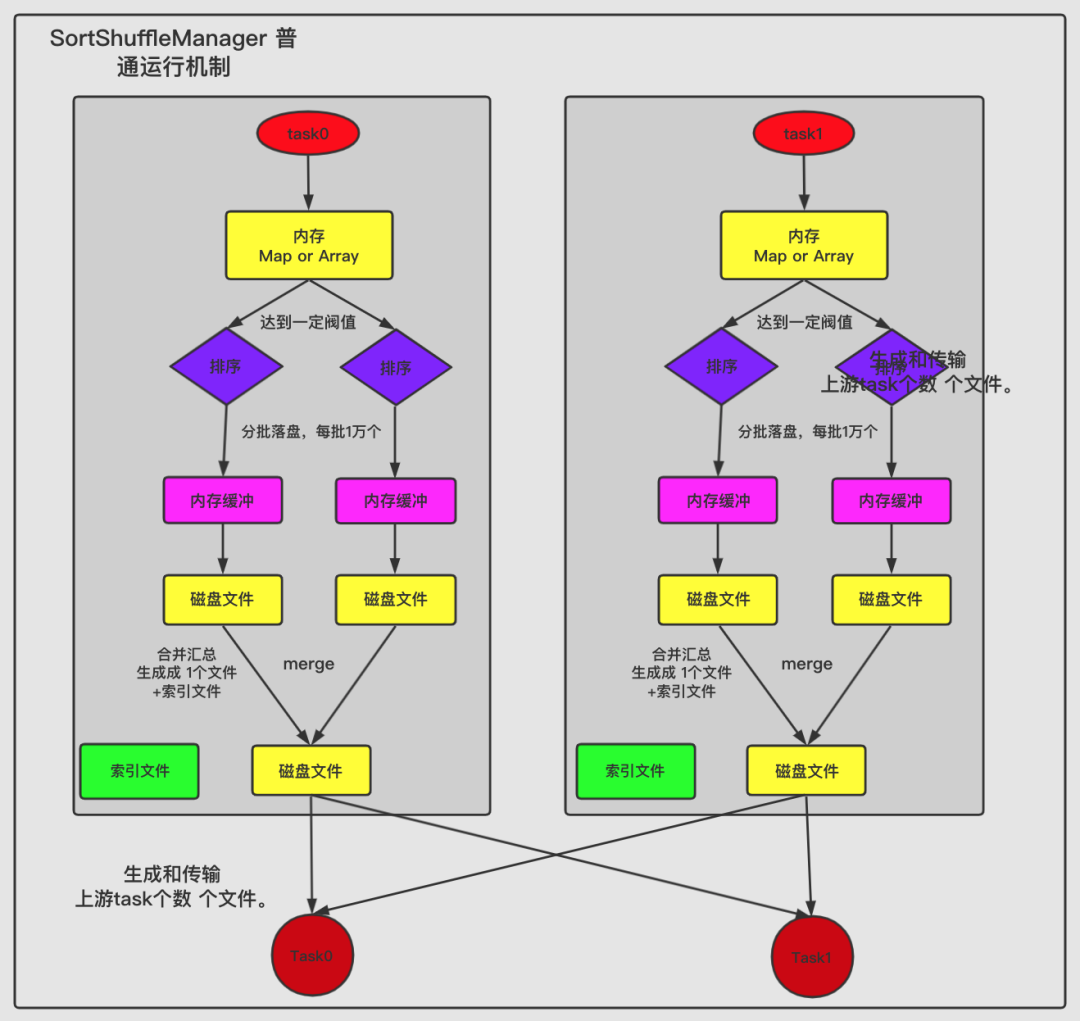 SortShuffleManager 普
通运行机制
task0
内存
Map or Array
达到一定阀值
排序
排序
分批落盘，每批1万个
内存缓冲
内存缓冲
磁盘文件
磁盘文件
合并汇总
生成成 1个文件
+索引文件
merge
索引文件
磁盘文件
task1
内存
Map or Array
达到一定阀值
排序
排序
生成和传输
上游task个数 个文件。
分批落盘，每批1万个
内存缓冲
内存缓冲
磁盘文件
磁盘文件
合并汇总
生成成 1个文件
+索引文件
merge
索引文件
磁盘文件
生成和传输
上游task个数 个文件。
Task0
Task1